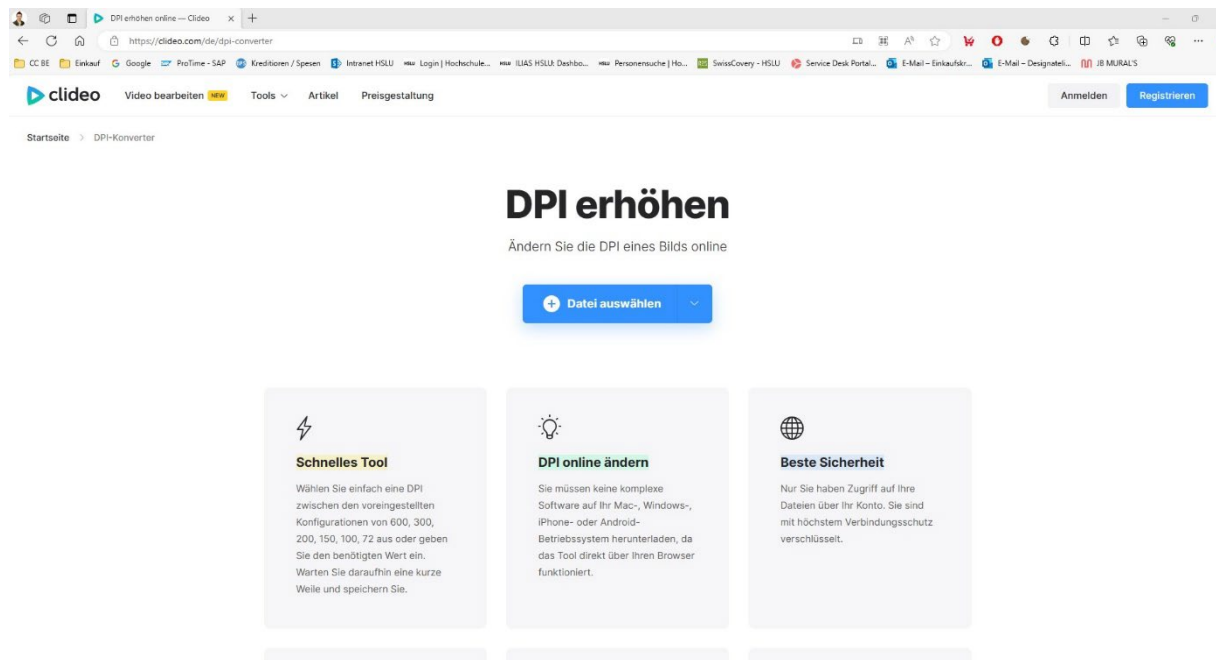 DPI erhöhen online — Clideo
https://clideo.com/de/dpi-converter
CC BE Einkauf Google ProTime - SAP Kreditioren / Spesen Intranet HSLU HSLU Login | Hochschule... HSLU ILIAS HSLU: Dashbo... HSLU Personensuche | Ho... SwissCovery - HSLU Service Desk Portal... E-Mail – Einkaufskr... E-Mail – Designateli... JB MURAL'S
clideo Video bearbeiten NEW Tools Artikel Preisgestaltung Anmelden Registrieren
Startseite > DPI-Konverter
DPI erhöhen
Ändern Sie die DPI eines Bilds online
Datei auswählen
Schnelles Tool
Wählen Sie einfach eine DPI
zwischen den voreingestellten
Konfigurationen von 600, 300,
200, 150, 100, 72 aus oder geben
Sie den benötigten Wert ein.
Warten Sie daraufhin eine kurze
Weile und speichern Sie.
DPI online ändern
Sie müssen keine komplexe
Software auf Ihr Mac-, Windows-,
iPhone- oder Android-
Betriebssystem herunterladen, da
das Tool direkt über Ihren Browser
funktioniert.
Beste Sicherheit
Nur Sie haben Zugriff auf Ihre
Dateien über Ihr Konto. Sie sind
mit höchstem Verbindungsschutz
verschlüsselt.